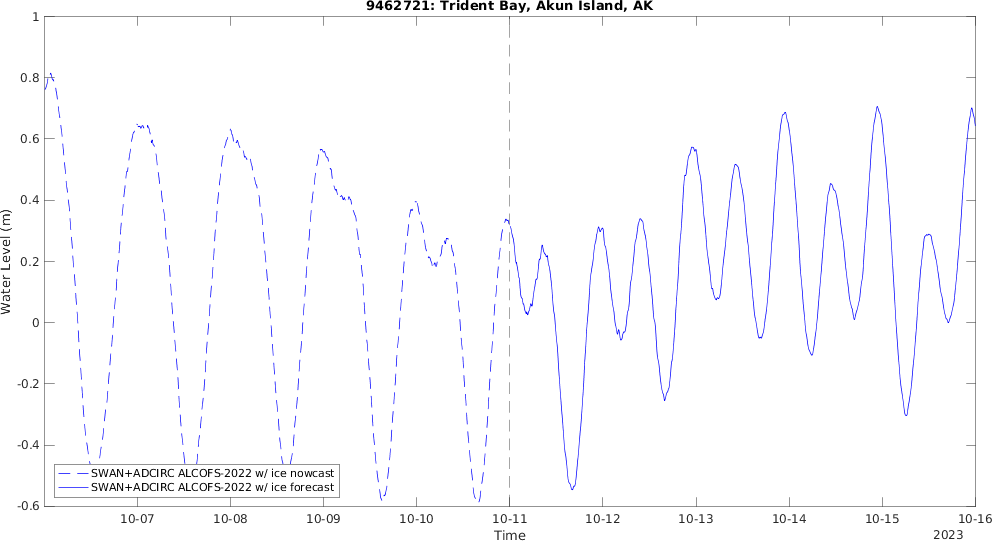 9462721: Trident Bay, Akun Island, AK
Water Level (m)
1
0.8
0.6
0.4
0.2
0
-0.2
-0.4
-0.6
SWAN+ADCIRC ALCOFS-2022 w/ ice nowcast
SWAN+ADCIRC ALCOFS-2022 w/ ice forecast
10-07 10-08 10-09 10-10 10-11 10-12 10-13 10-14 10-15 10-16
Time
2023